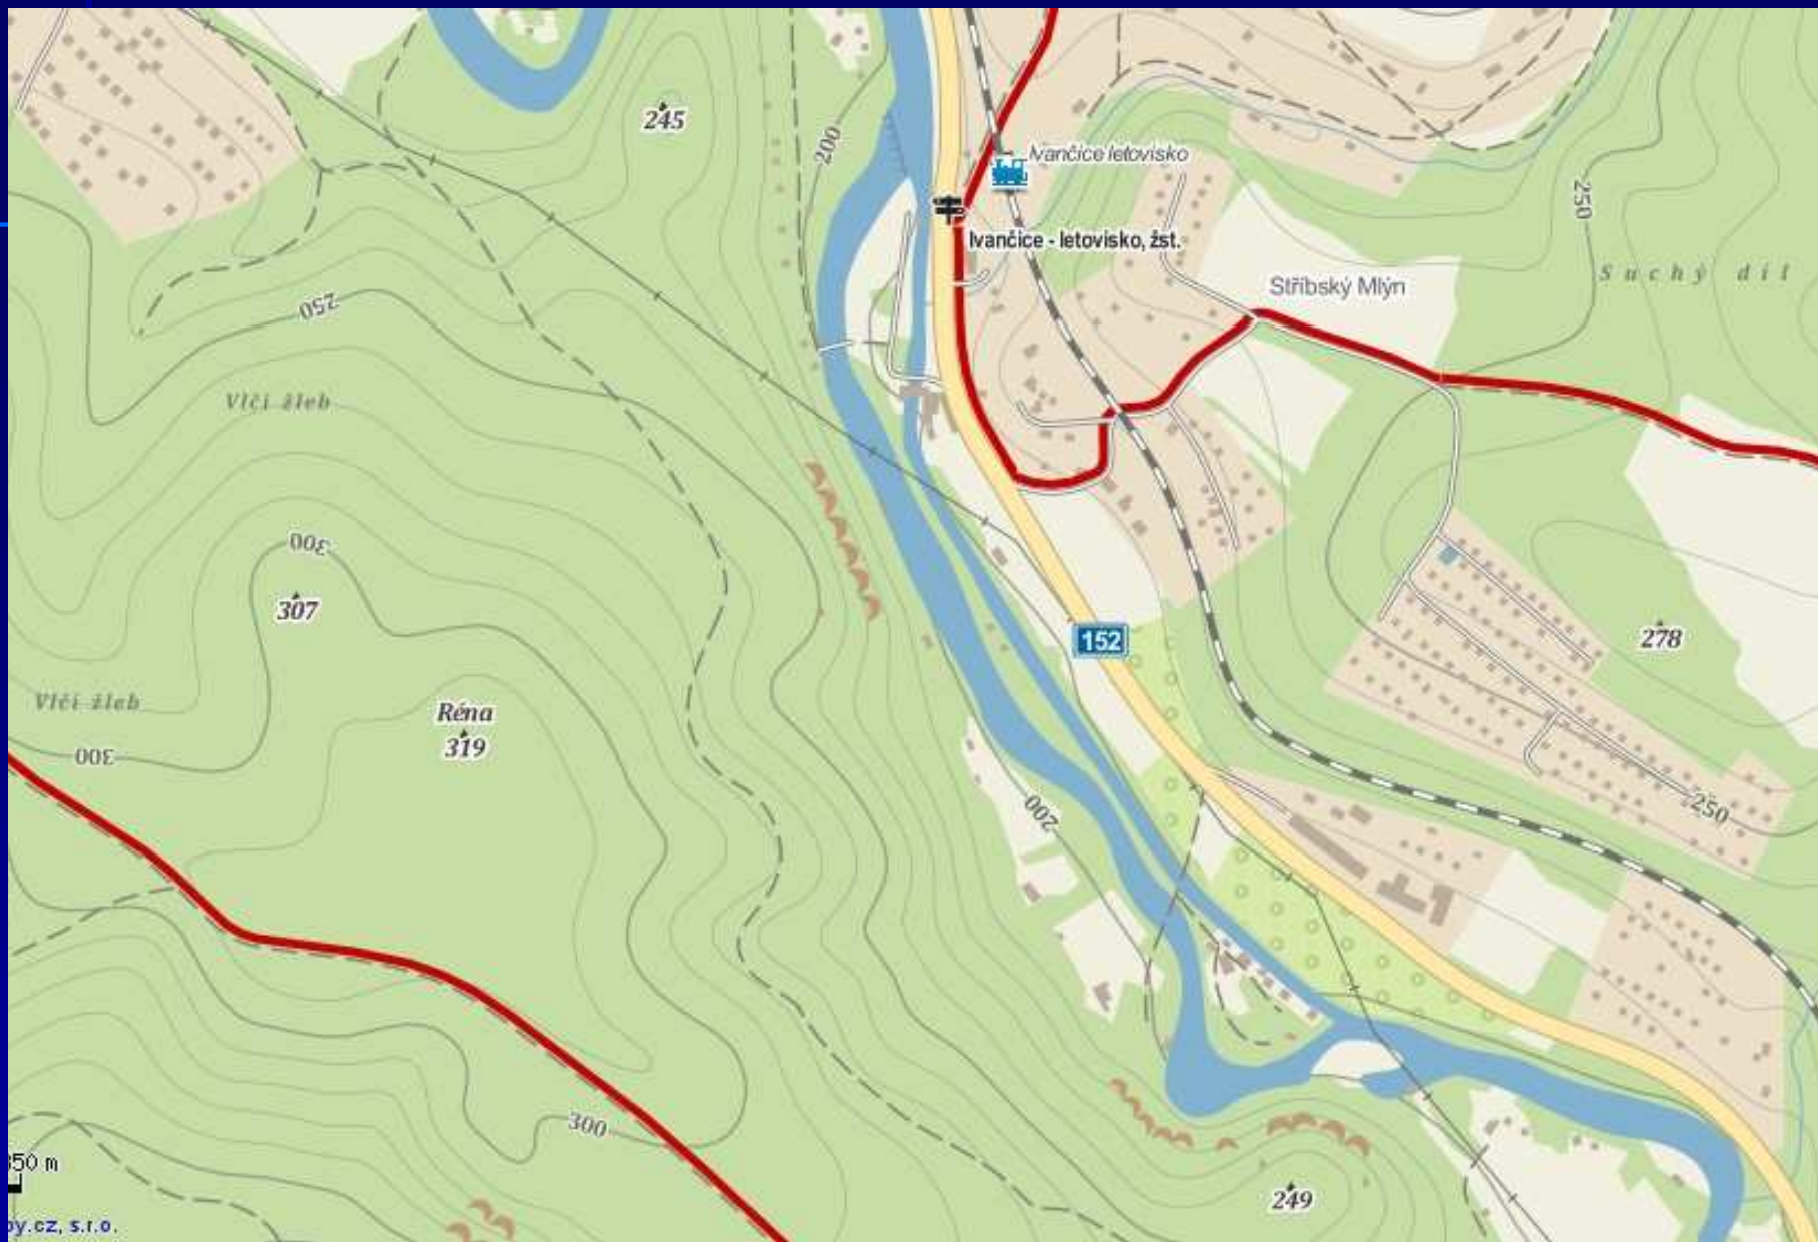 245
200
Ivančice letovisko
250
Ivančice - letovisko, žst.
Suchý díl
Stříbský Mlýn
250
Vlčí žleb
300
307
152
278
Vlčí žleb
Réna
319
300
200
250
300
50 m
249
y.cz, s.r.o.